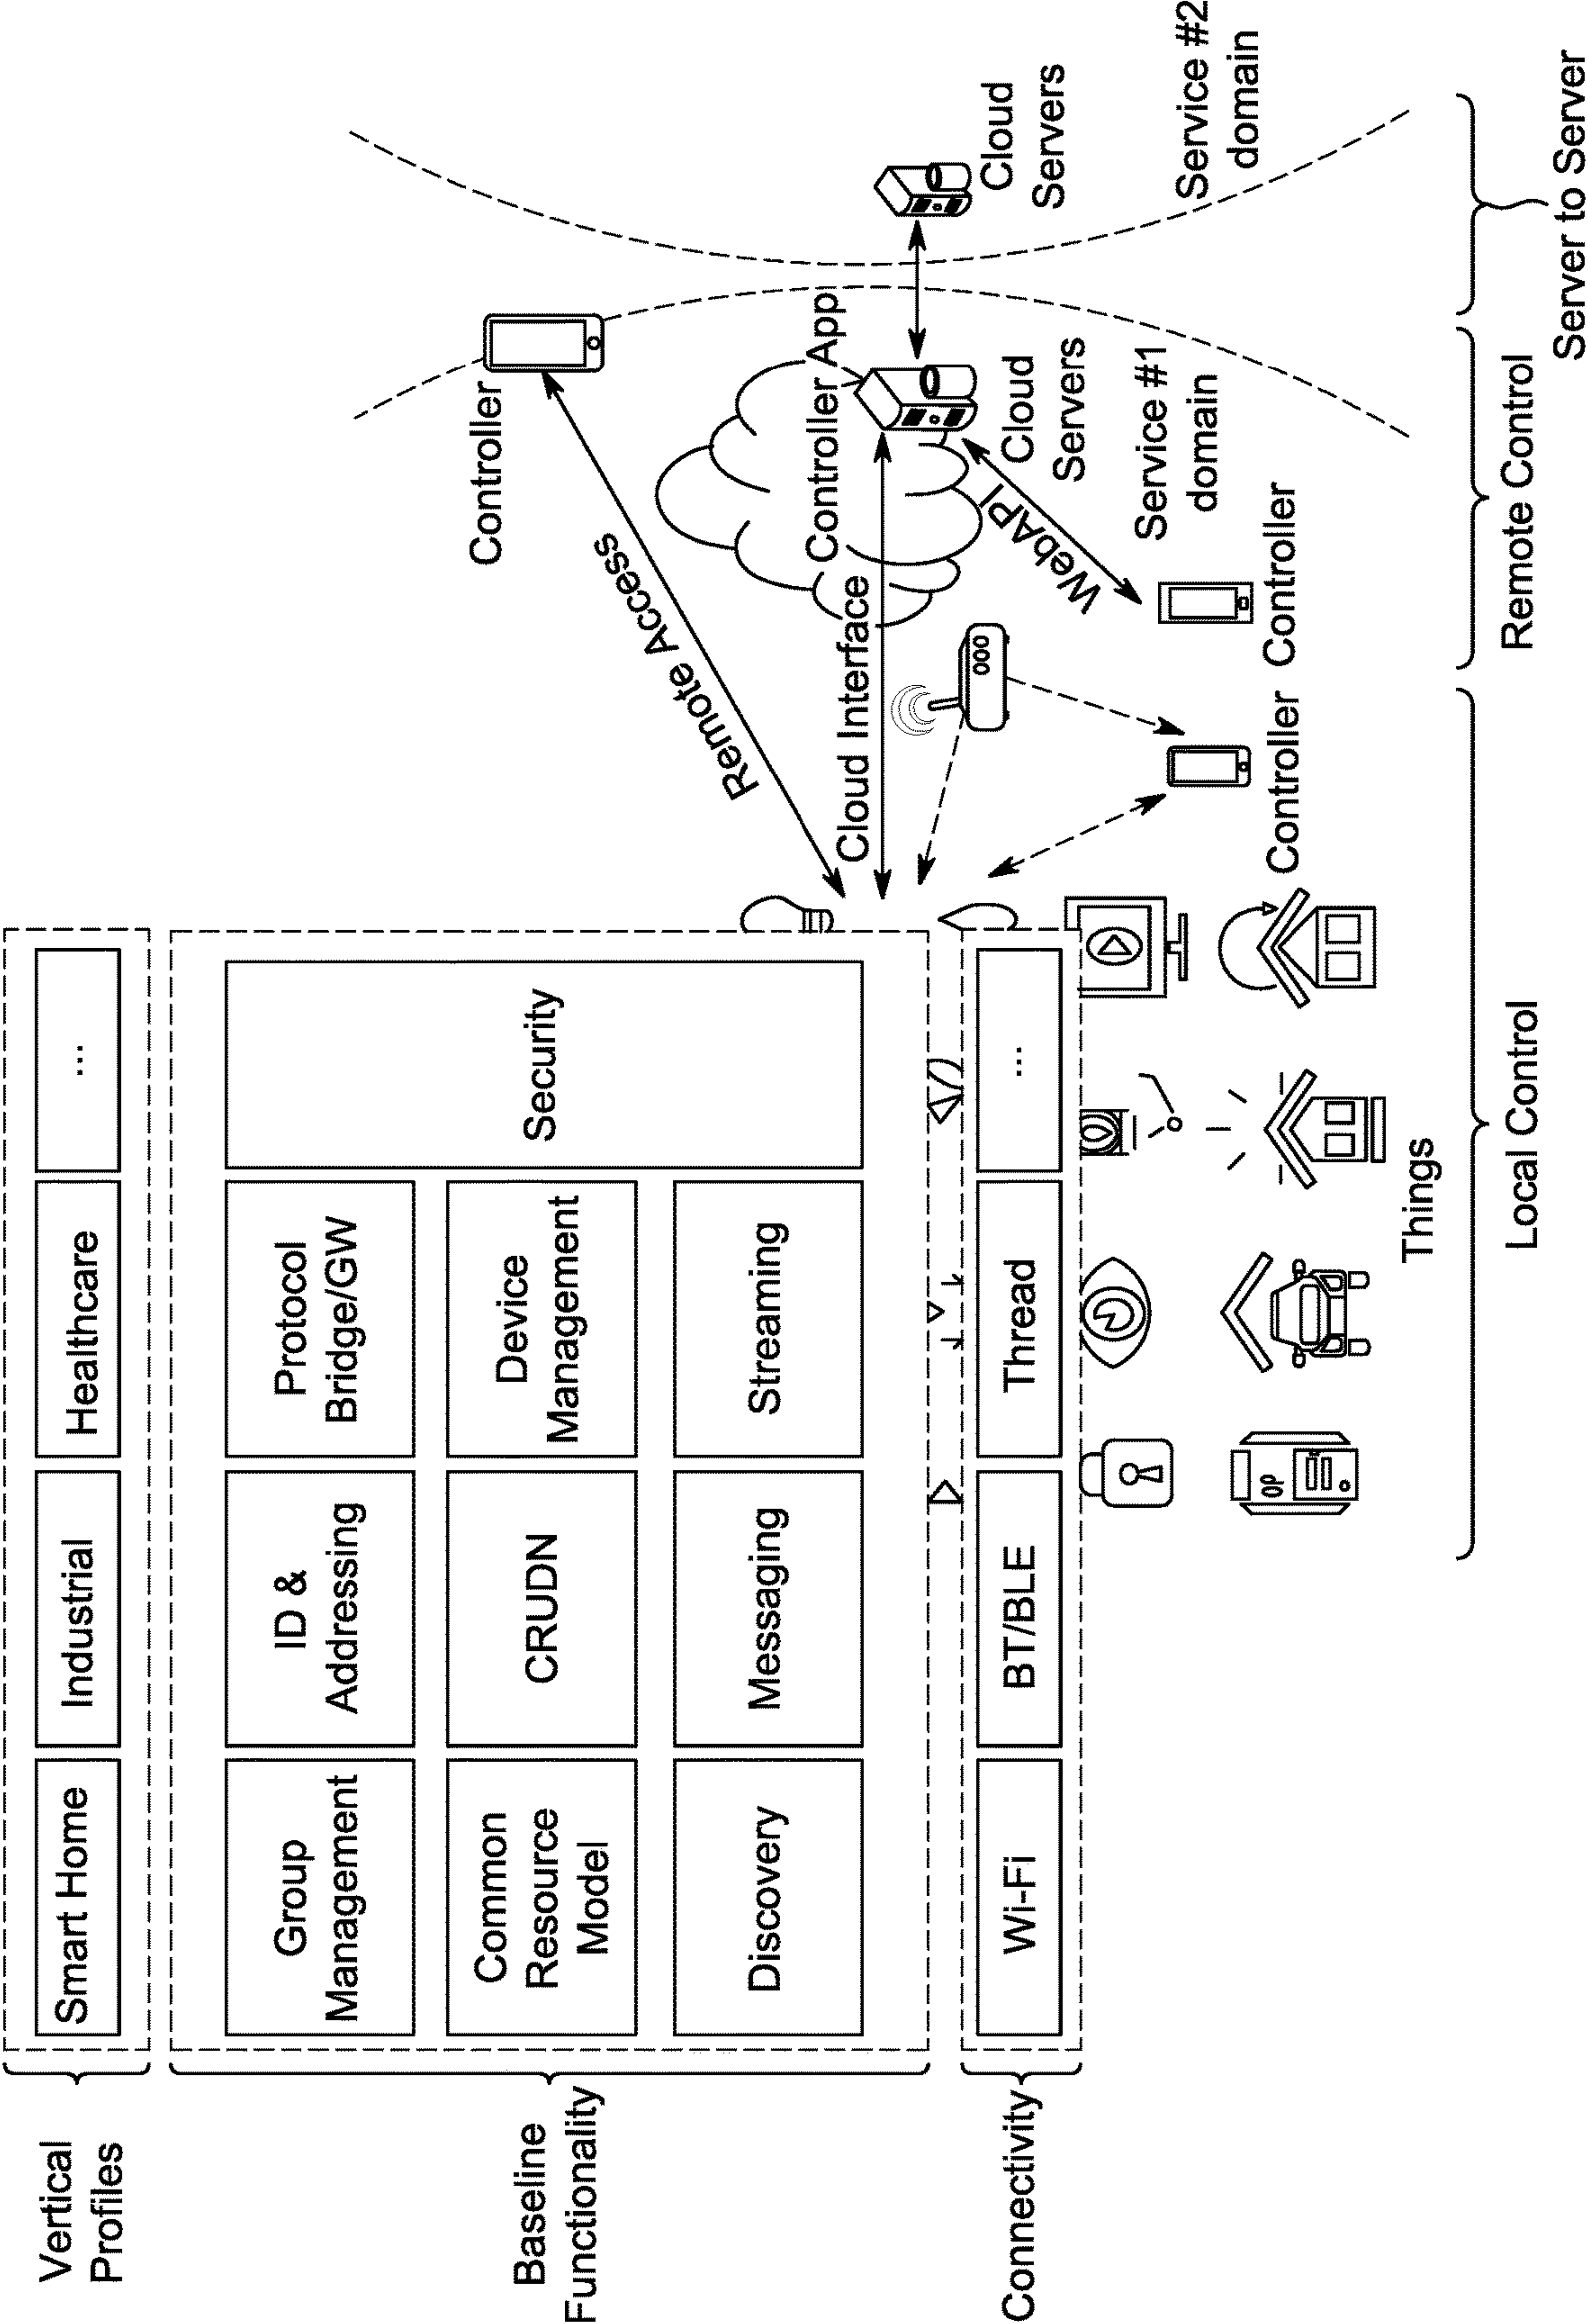 Vertical
Profiles
Smart Home
Industrial
Healthcare
...
Baseline
Functionality
Group
Management
ID &
Addressing
Protocol
Bridge/GW
Common
Resource
Model
CRUDN
Device
Management
Discovery
Messaging
Streaming
Security
Connectivity
Wi-Fi
BT/BLE
Thread
...
Controller
Remote Access
Controller App
Cloud Interface
WebAPI
Cloud
Servers
Service #1
domain
Cloud
Servers
Service #2
domain
Controller
Controller
Things
Local Control
Remote Control
Server to Server